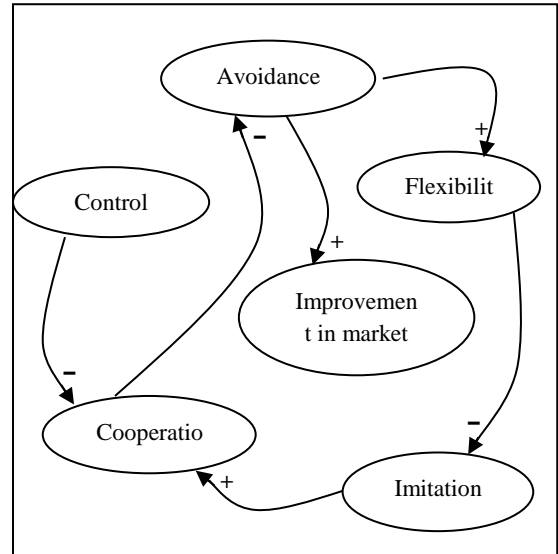 Avoidance
−
+
Control
Flexibilit
+
Improvemen
t in market
−
−
Cooperatio
+
Imitation